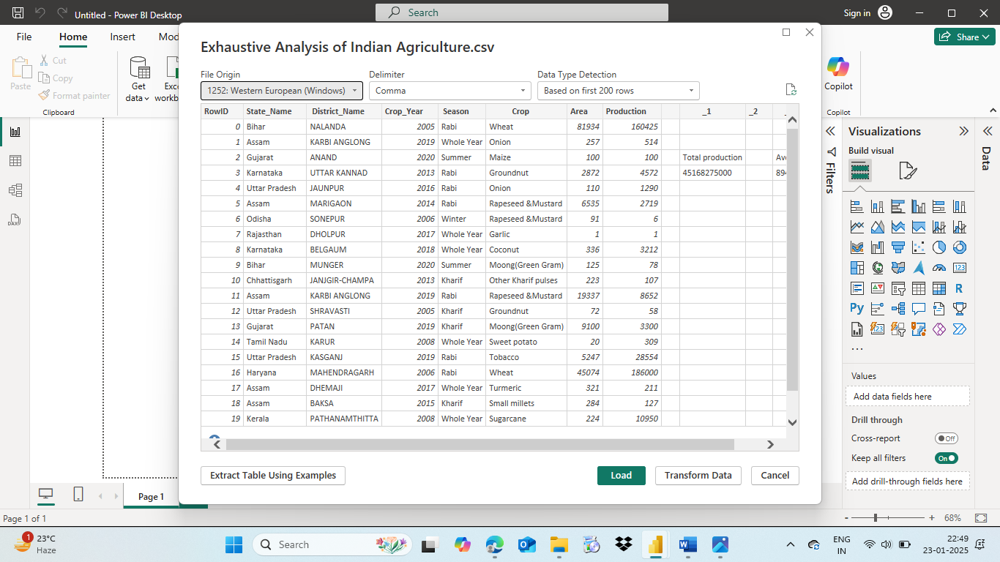 Untitled - Power BI Desktop
Search
Sign in
File
Home
Insert
Share
Paste
Cut
Copy
Format painter
Clipboard
Get data
Copilot
Copilot
Exhaustive Analysis of Indian Agriculture.csv
File Origin Delimiter Data Type Detection
1252: Western European (Windows) Comma Based on first 200 rows
RowID State_Name District_Name Crop_Year Season Crop Area Production _1 _2
0 Bihar NALANDA 2005 Rabi Wheat 81934 160425
1 Assam KARBI ANGLONG 2019 Whole Year Onion 257 514
2 Gujarat ANAND 2020 Summer Maize 100 100 Total production
3 Karnataka UTTAR KANNAD 2013 Rabi Groundnut 2872 4572 45168275000
4 Uttar Pradesh JAUNPUR 2016 Rabi Onion 110 1290
5 Assam MARIGAON 2014 Rabi Rapeseed &Mustard 6535 2719
6 Odisha SONEPUR 2006 Winter Rapeseed &Mustard 91 6
7 Rajasthan DHOLPUR 2017 Whole Year Garlic 1 1
8 Karnataka BELGAUM 2018 Whole Year Coconut 336 3212
9 Bihar MUNGER 2020 Summer Moong(Green Gram) 125 78
10 Chhattisgarh JANJGIR-CHAMPA 2013 Kharif Other Kharif pulses 223 107
11 Assam KARBI ANGLONG 2019 Rabi Rapeseed &Mustard 19337 8652
12 Uttar Pradesh SHRAVASTI 2005 Kharif Groundnut 72 58
13 Gujarat PATAN 2019 Kharif Moong(Green Gram) 9100 3300
14 Tamil Nadu KARUR 2008 Whole Year Sweet potato 20 309
15 Uttar Pradesh KASGANJ 2019 Rabi Tobacco 5247 28554
16 Haryana MAHENDRAGARH 2006 Rabi Wheat 45074 186000
17 Assam DHEMAJI 2017 Whole Year Turmeric 321 211
18 Assam BAKSA 2015 Kharif Small millets 284 127
19 Kerala PATHANAMTHITTA 2008 Whole Year Sugarcane 224 10950
Extract Table Using Examples
Load
Transform Data
Cancel
Filters
Visualizations
Build visual
Data
DAX
123
R
Py
Values
Add data fields here
Drill through
Cross-report Off
Keep all filters On
Add drill-through fields here
Page 1
Page 1 of 1
- + 68%
1
23°C
Haze
Search
ENG
IN
22:49
23-01-2025